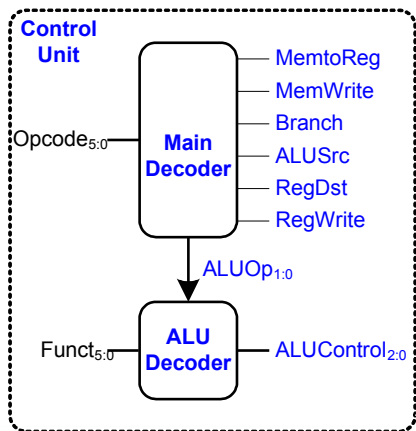 Control
Unit
MemtoReg
MemWrite
Branch
ALUSrc
RegDst
RegWrite
Opcode5:0
Main
Decoder
ALUOp1:0
Funct5:0
ALU
Decoder
ALUControl2:0